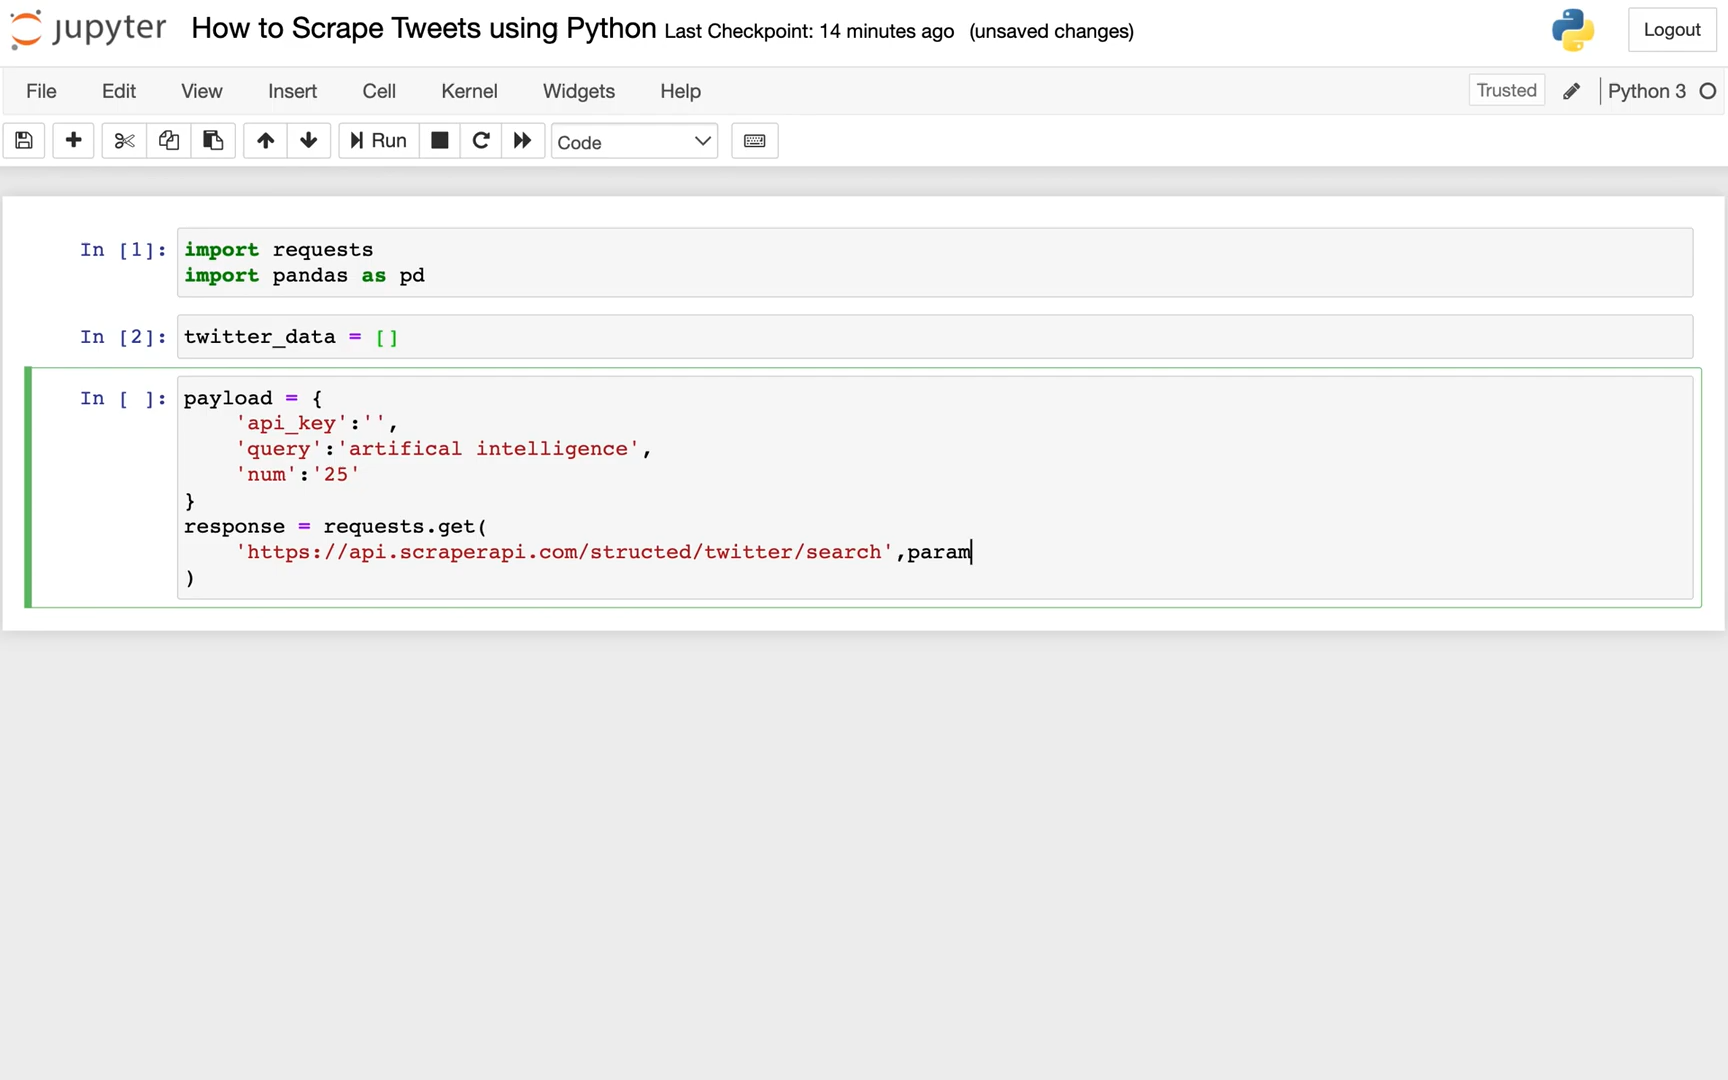 jupyter How to Scrape Tweets using Python Last Checkpoint: 14 minutes ago (unsaved changes) Logout
File Edit View Insert Cell Kernel Widgets Help Trusted Python 3
Run Code
In [1]: import requests
import pandas as pd
In [2]: twitter_data = []
In [ ]: payload = {
'api_key':'',
'query':'artifical intelligence',
'num':'25'
}
response = requests.get(
'https://api.scraperapi.com/structed/twitter/search',param
)